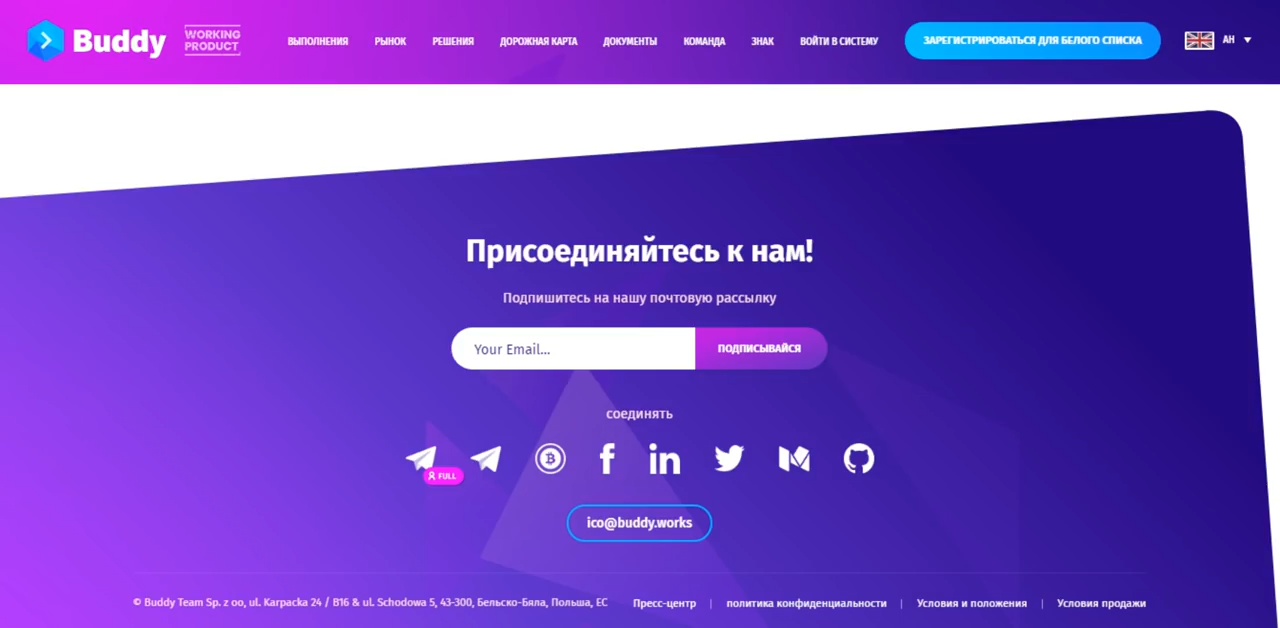 Buddy
WORKING
PRODUCT
ВЫПОЛНЕНИЯ РЫНОК РЕШЕНИЯ ДОРОЖНАЯ КАРТА ДОКУМЕНТЫ КОМАНДА ЗНАК ВОЙТИ В СИСТЕМУ ЗАРЕГИСТРИРОВАТЬСЯ ДЛЯ БЕЛОГО СПИСКА АН
Присоединяйтесь к нам!
Подпишитесь на нашу почтовую рассылку
Your Email... ПОДПИСЫВАЙСЯ
соединять
FULL
ico@buddy.works
© Buddy Team Sp. z oo, ul. Karpacka 24 / B16 & ul. Schodowa 5, 43-300, Бельско-Бяла, Польша, ЕС Пресс-центр | политика конфиденциальности | Условия и положения | Условия продажи